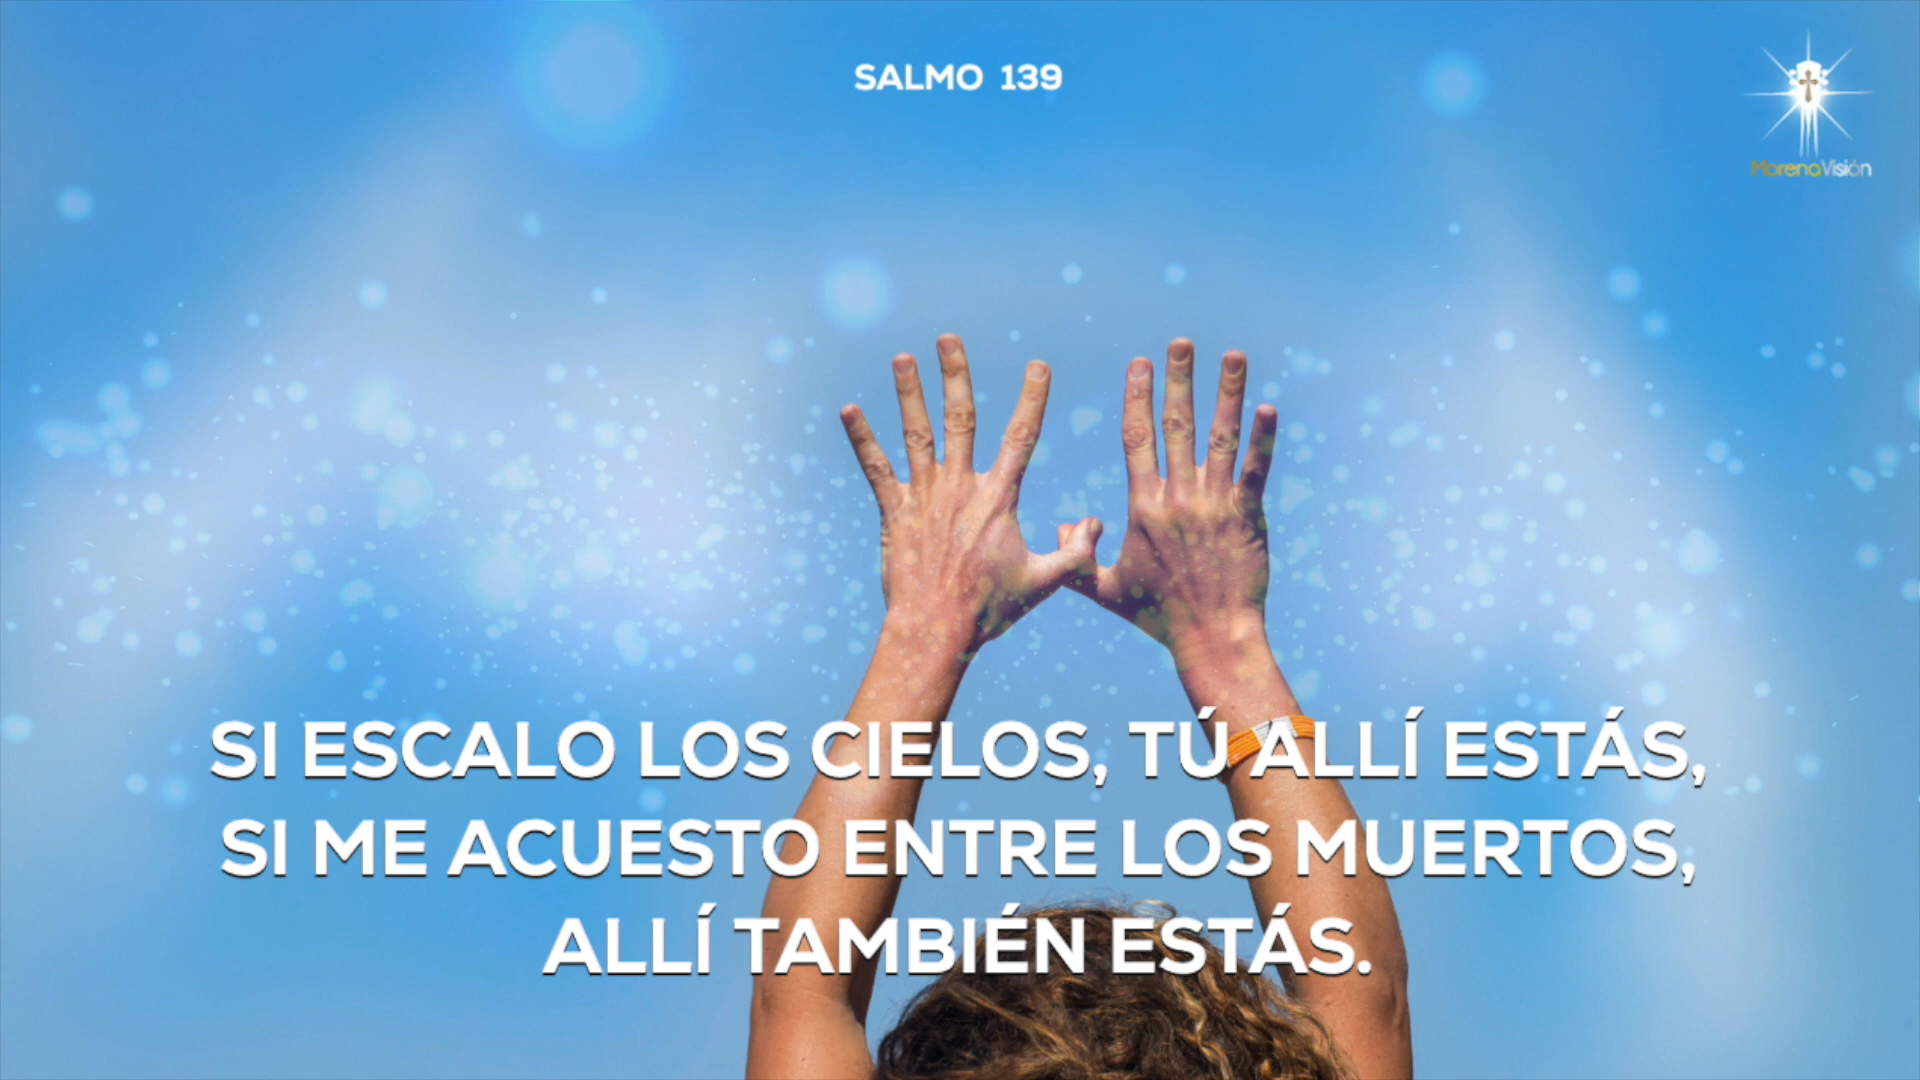 SALMO 139
MorenaVisión
SI ESCALO LOS CIELOS, TÚ ALLÍ ESTÁS,
SI ME ACUESTO ENTRE LOS MUERTOS,
ALLÍ TAMBIÉN ESTÁS.